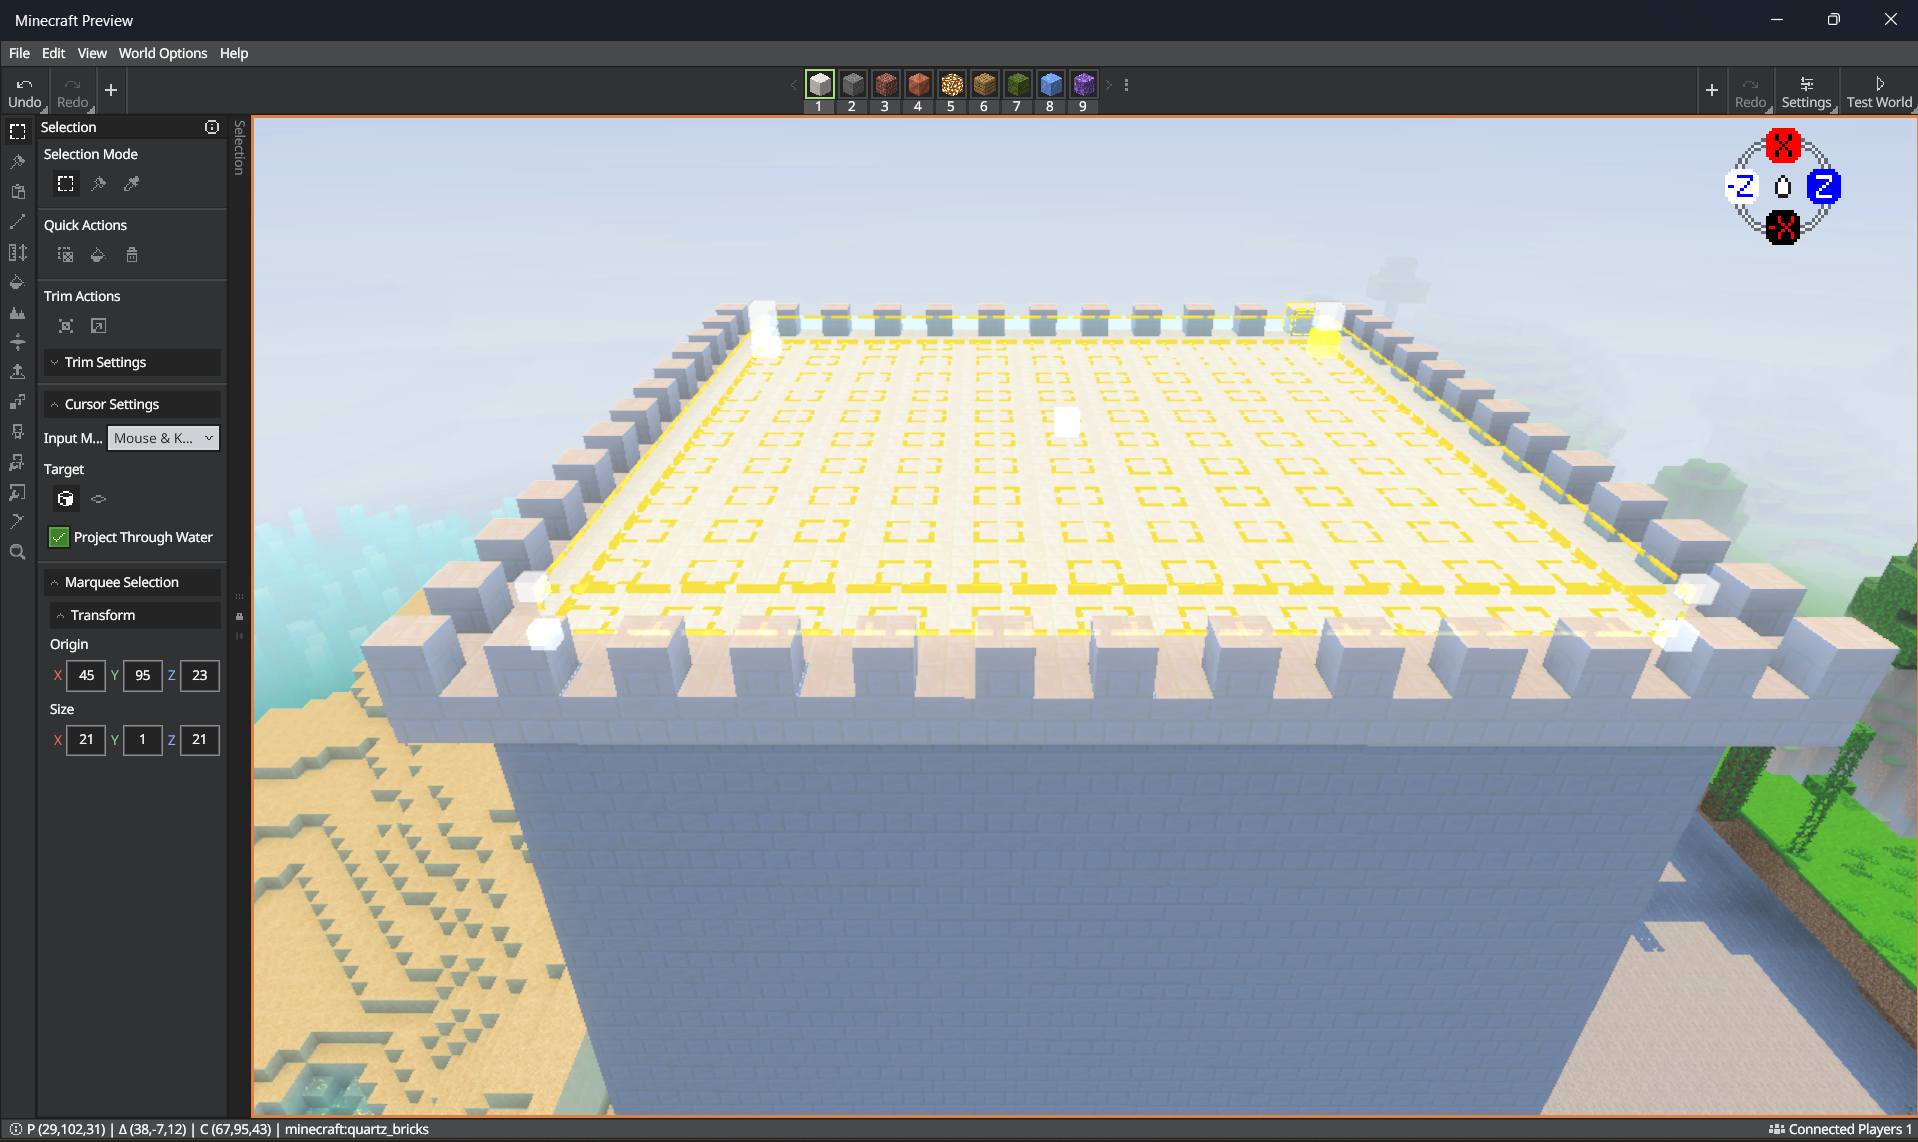 Minecraft Preview
File Edit View World Options Help
Undo Redo 1 2 3 4 5 6 7 8 9 Redo Settings Test World
Selection
Selection
Selection Mode
Quick Actions
Trim Actions
Trim Settings
Cursor Settings
Input M... Mouse & K...
Target
Project Through Water
Marquee Selection
Transform
Origin
X 45 Y 95 Z 23
Size
X 21 Y 1 Z 21
X
-Z Z
-X
P (29,102,31) | Δ (38,-7,12) | C (67,95,43) | minecraft:quartz_bricks
Connected Players 1